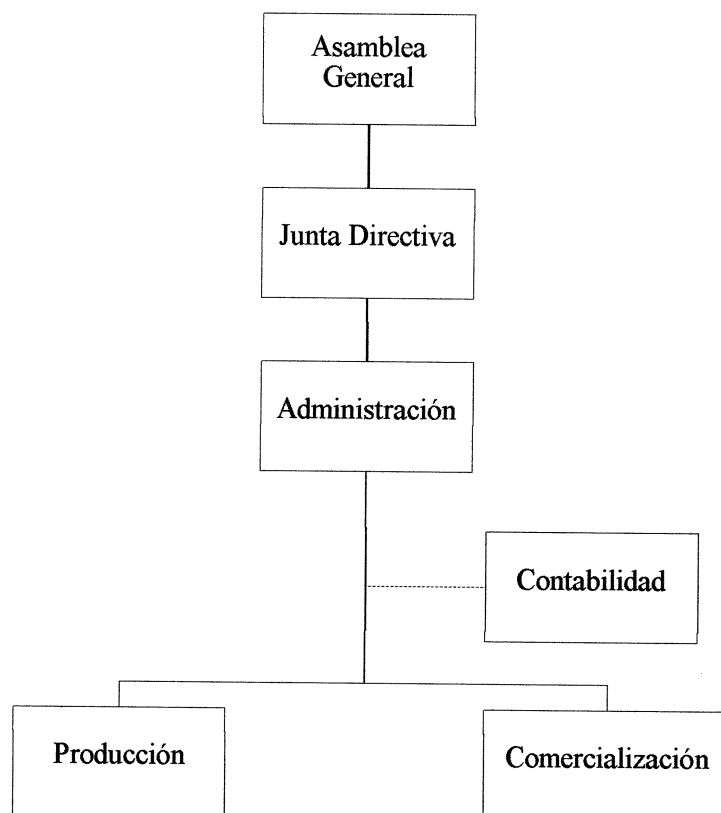 Asamblea
General
Junta Directiva
Administración
Contabilidad
Producción
Comercialización